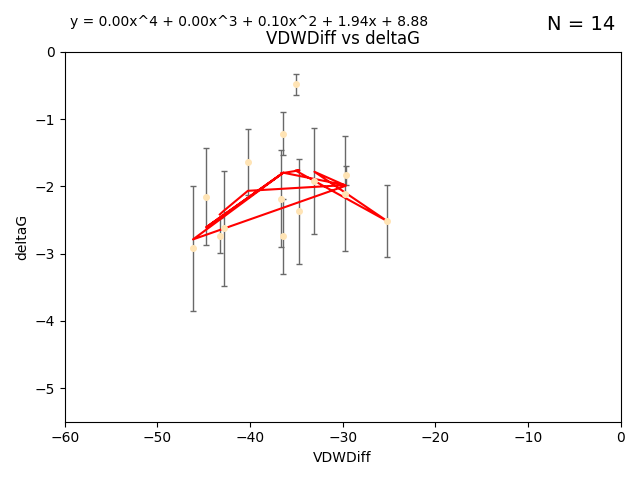 y = 0.00x^4 + 0.00x^3 + 0.10x^2 + 1.94x + 8.88
N = 14
VDWDiff vs deltaG
0
−1
−2
−3
−4
−5
deltaG
−60 −50 −40 −30 −20 −10 0
VDWDiff